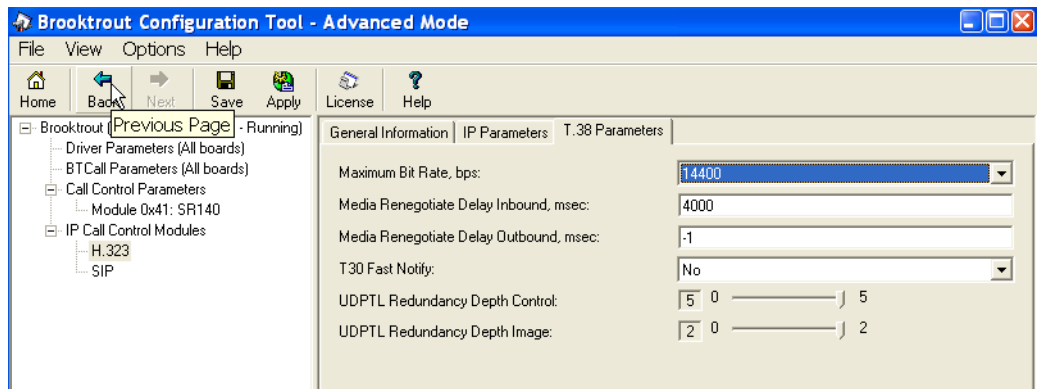 Brooktrout Configuration Tool - Advanced Mode
File View Options Help
Home Back Next Save Apply License Help
Previous Page
Brooktrout ( - Running)
Driver Parameters (All boards)
BTCall Parameters (All boards)
Call Control Parameters
Module 0x41: SR140
IP Call Control Modules
H.323
SIP
General Information IP Parameters T.38 Parameters
Maximum Bit Rate, bps: 14400
Media Renegotiate Delay Inbound, msec: 4000
Media Renegotiate Delay Outbound, msec: -1
T30 Fast Notify: No
UDPTL Redundancy Depth Control: 5 0 5
UDPTL Redundancy Depth Image: 2 0 2